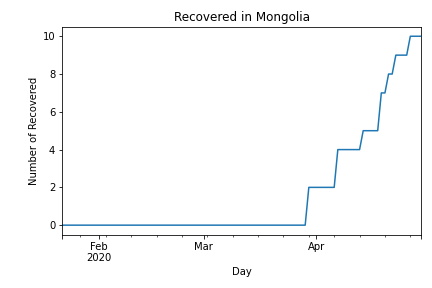 Recovered in Mongolia
Number of Recovered
10
8
6
4
2
0
Feb
2020
Mar
Apr
Day